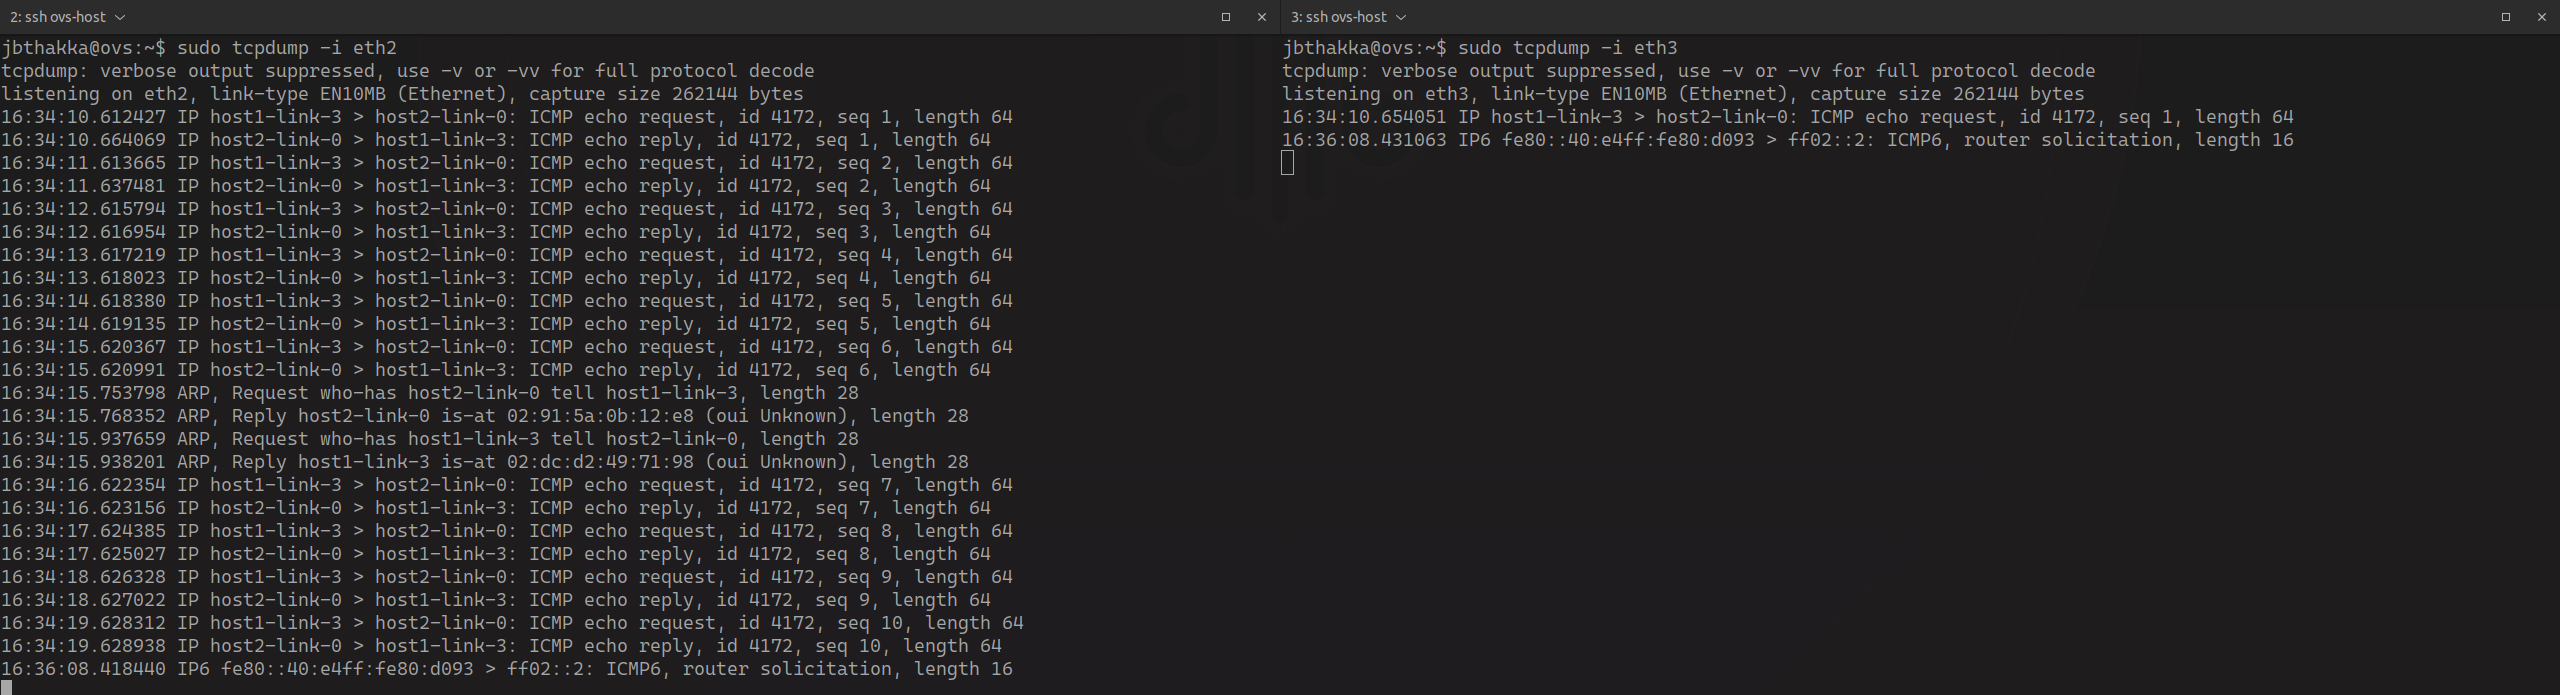 2: ssh ovs-host
jbthakka@ovs:~$ sudo tcpdump -i eth2
tcpdump: verbose output suppressed, use -v or -vv for full protocol decode
listening on eth2, link-type EN10MB (Ethernet), capture size 262144 bytes
16:34:10.612427 IP host1-link-3 > host2-link-0: ICMP echo request, id 4172, seq 1, length 64
16:34:10.664069 IP host2-link-0 > host1-link-3: ICMP echo reply, id 4172, seq 1, length 64
16:34:11.613665 IP host1-link-3 > host2-link-0: ICMP echo request, id 4172, seq 2, length 64
16:34:11.637481 IP host2-link-0 > host1-link-3: ICMP echo reply, id 4172, seq 2, length 64
16:34:12.615794 IP host1-link-3 > host2-link-0: ICMP echo request, id 4172, seq 3, length 64
16:34:12.616954 IP host2-link-0 > host1-link-3: ICMP echo reply, id 4172, seq 3, length 64
16:34:13.617219 IP host1-link-3 > host2-link-0: ICMP echo request, id 4172, seq 4, length 64
16:34:13.618023 IP host2-link-0 > host1-link-3: ICMP echo reply, id 4172, seq 4, length 64
16:34:14.618380 IP host1-link-3 > host2-link-0: ICMP echo request, id 4172, seq 5, length 64
16:34:14.619135 IP host2-link-0 > host1-link-3: ICMP echo reply, id 4172, seq 5, length 64
16:34:15.620367 IP host1-link-3 > host2-link-0: ICMP echo request, id 4172, seq 6, length 64
16:34:15.620991 IP host2-link-0 > host1-link-3: ICMP echo reply, id 4172, seq 6, length 64
16:34:15.753798 ARP, Request who-has host2-link-0 tell host1-link-3, length 28
16:34:15.768352 ARP, Reply host2-link-0 is-at 02:91:5a:0b:12:e8 (oui Unknown), length 28
16:34:15.937659 ARP, Request who-has host1-link-3 tell host2-link-0, length 28
16:34:15.938201 ARP, Reply host1-link-3 is-at 02:dc:d2:49:71:98 (oui Unknown), length 28
16:34:16.622354 IP host1-link-3 > host2-link-0: ICMP echo request, id 4172, seq 7, length 64
16:34:16.623156 IP host2-link-0 > host1-link-3: ICMP echo reply, id 4172, seq 7, length 64
16:34:17.624385 IP host1-link-3 > host2-link-0: ICMP echo request, id 4172, seq 8, length 64
16:34:17.625027 IP host2-link-0 > host1-link-3: ICMP echo reply, id 4172, seq 8, length 64
16:34:18.626328 IP host1-link-3 > host2-link-0: ICMP echo request, id 4172, seq 9, length 64
16:34:18.627022 IP host2-link-0 > host1-link-3: ICMP echo reply, id 4172, seq 9, length 64
16:34:19.628312 IP host1-link-3 > host2-link-0: ICMP echo request, id 4172, seq 10, length 64
16:34:19.628938 IP host2-link-0 > host1-link-3: ICMP echo reply, id 4172, seq 10, length 64
16:36:08.418440 IP6 fe80::40:e4ff:fe80:d093 > ff02::2: ICMP6, router solicitation, length 16
3: ssh ovs-host
jbthakka@ovs:~$ sudo tcpdump -i eth3
tcpdump: verbose output suppressed, use -v or -vv for full protocol decode
listening on eth3, link-type EN10MB (Ethernet), capture size 262144 bytes
16:34:10.654051 IP host1-link-3 > host2-link-0: ICMP echo request, id 4172, seq 1, length 64
16:36:08.431063 IP6 fe80::40:e4ff:fe80:d093 > ff02::2: ICMP6, router solicitation, length 16